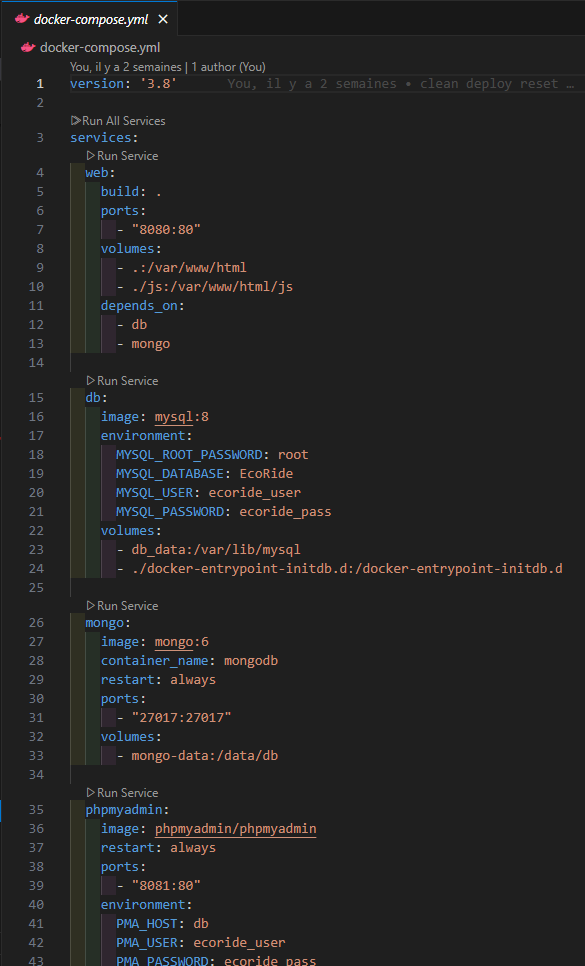 docker-compose.yml ×
docker-compose.yml
You, il y a 2 semaines | 1 author (You)
1 version: '3.8' You, il y a 2 semaines • clean deploy reset …
2
Run All Services
3 services:
Run Service
4 web:
5 build: .
6 ports:
7 - "8080:80"
8 volumes:
9 - .:/var/www/html
10 - ./js:/var/www/html/js
11 depends_on:
12 - db
13 - mongo
14
Run Service
15 db:
16 image: mysql:8
17 environment:
18 MYSQL_ROOT_PASSWORD: root
19 MYSQL_DATABASE: EcoRide
20 MYSQL_USER: ecoride_user
21 MYSQL_PASSWORD: ecoride_pass
22 volumes:
23 - db_data:/var/lib/mysql
24 - ./docker-entrypoint-initdb.d:/docker-entrypoint-initdb.d
25
Run Service
26 mongo:
27 image: mongo:6
28 container_name: mongodb
29 restart: always
30 ports:
31 - "27017:27017"
32 volumes:
33 - mongo-data:/data/db
34
Run Service
35 phpmyadmin:
36 image: phpmyadmin/phpmyadmin
37 restart: always
38 ports:
39 - "8081:80"
40 environment:
41 PMA_HOST: db
42 PMA_USER: ecoride_user
43 PMA_PASSWORD: ecoride_pass